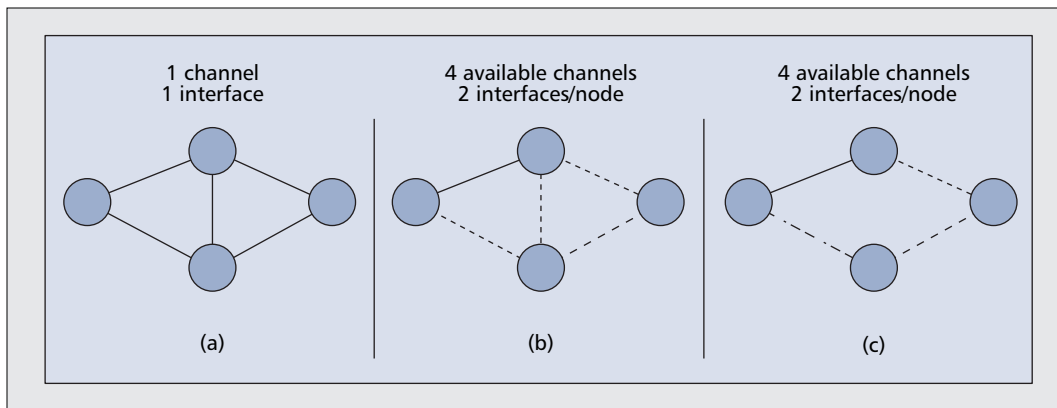 1 channel
1 interface
4 available channels
2 interfaces/node
4 available channels
2 interfaces/node
(a)
(b)
(c)